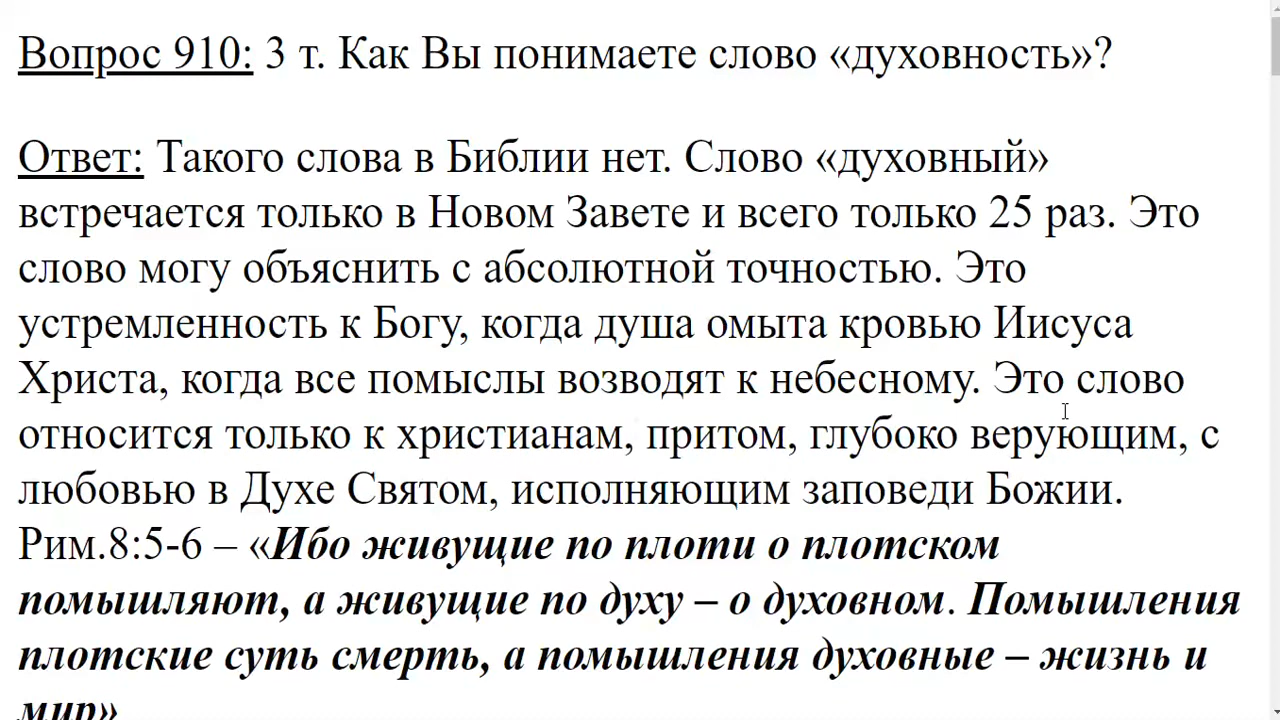 Вопрос 910: 3 т. Как Вы понимаете слово «духовность»?
Ответ: Такого слова в Библии нет. Слово «духовный»
встречается только в Новом Завете и всего только 25 раз. Это
слово могу объяснить с абсолютной точностью. Это
устремленность к Богу, когда душа омыта кровью Иисуса
Христа, когда все помыслы возводят к небесному. Это слово
относится только к христианам, притом, глубоко верующим, с
любовью в Духе Святом, исполняющим заповеди Божии.
Рим.8:5-6 – «Ибо живущие по плоти о плотском
помышляют, а живущие по духу – о духовном. Помышления
плотские суть смерть, а помышления духовные – жизнь и
мир»